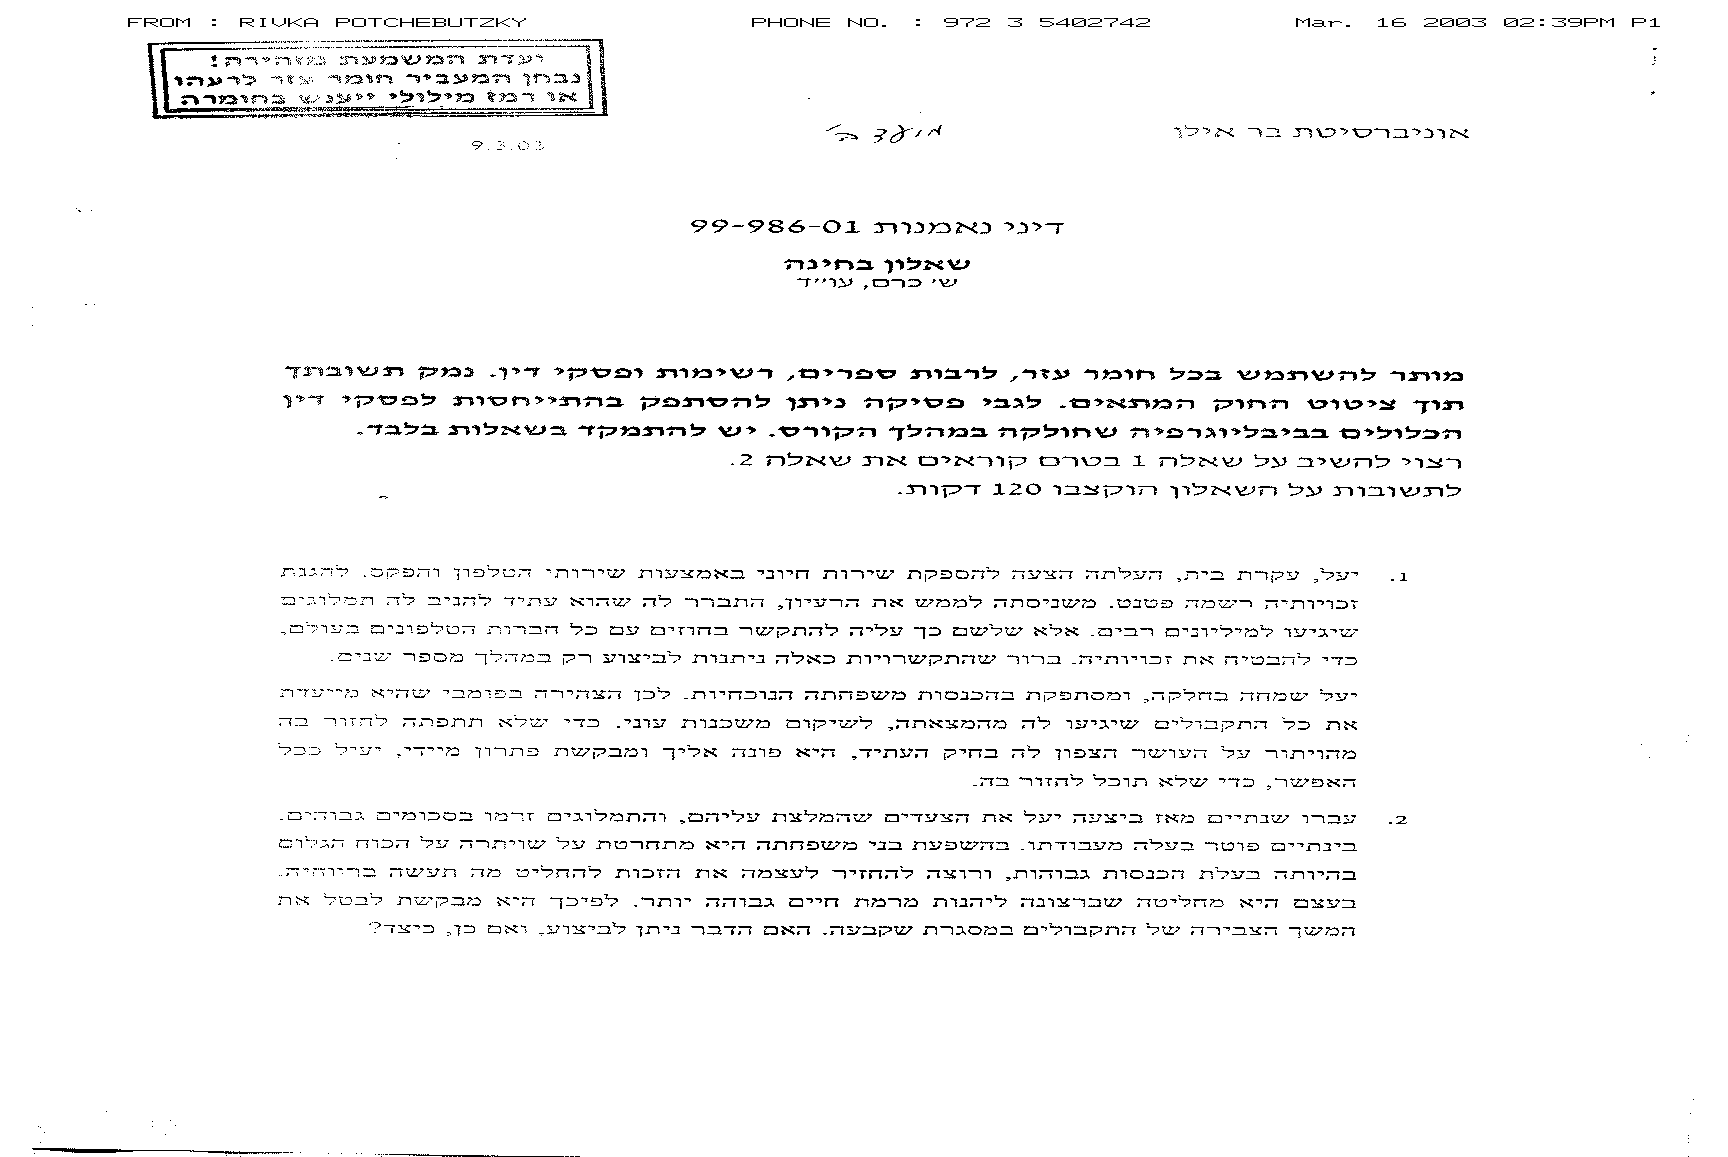 FROM : RIVKA POTCHEBUTZKY PHONE NO. : 972 3 5402742 Mar. 16 2003 02:39PM P1
ועדת המשמעת מזהירה!
נבחן המעביר חומר עזר לרעהו
או רמז מילולי ייענש בחומרה
אוניברסיטת בר אילן
מועד ב'
9.3.03
דיני נאמנות 99-986-01
שאלון בחינה
ש' כרם, עו"ד
מותר להשתמש בכל חומר עזר, לרבות ספרים, רשימות ופסקי דין. נמק תשובתך
תוך ציטוט החוק המתאים. לגבי פסיקה ניתן להסתפק בהתייחסות לפסקי דין
הכלולים בביבליוגרפיה שחולקה במהלך הקורס. יש להתמקד בשאלות בלבד.
רצוי להשיב על שאלה 1 בטרם קוראים את שאלה 2.
לתשובות על השאלון הוקצבו 120 דקות.
1. יעל, עקרת בית, העלתה הצעה להספקת שירות חיוני באמצעות שירותי הטלפון והפקס. להגנת
זכויותיה רשמה פטנט. משניסתה לממש את הרעיון, התברר לה שהוא עתיד להניב לה תמלוגים
שיגיעו למיליונים רבים. אלא שלשם כך עליה להתקשר בחוזים עם כל חברות הטלפונים בעולם,
כדי להבטיח את זכויותיה. ברור שהתקשרויות כאלה ניתנות לביצוע רק במהלך מספר שנים.
יעל שמחה בחלקה, ומסתפקת בהכנסות משפחתה הנוכחיות. לכן הצהירה בפומבי שהיא מייעדת
את כל התקבולים שיגיעו לה מהמצאתה, לשיקום משכנות עוני. כדי שלא תתפתה לחזור בה
מהויתור על העושר הצפון לה בחיק העתיד, היא פונה אליך ומבקשת פתרון מיידי, יעיל ככל
האפשר, כדי שלא תוכל לחזור בה.
2. עברו שנתיים מאז ביצעה יעל את הצעדים שהמלצת עליהם, והתמלוגים זרמו בסכומים גבוהים.
בינתיים פוטר בעלה מעבודתו. בהשפעת בני משפחתה היא מתחרטת על שויתרה על הכוח הגלום
בהיותה בעלת הכנסות גבוהות, ורוצה להחזיר לעצמה את הזכות להחליט מה תעשה בריווחיה.
בעצם היא מחליטה שברצונה ליהנות מרמת חיים גבוהה יותר. לפיכך היא מבקשת לבטל את
המשך הצבירה של התקבולים במסגרת שקבעה. האם הדבר ניתן לביצוע, ואם כן, כיצד?